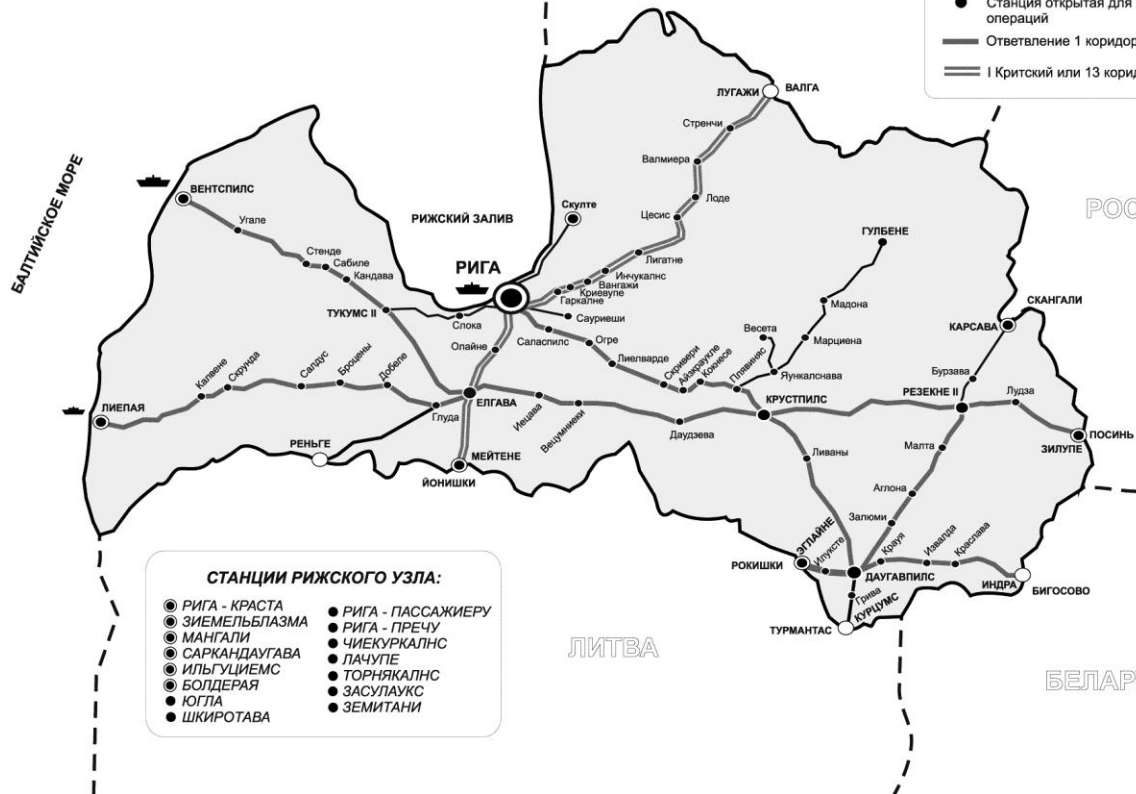 Станция открытая для
операций
Ответвление 1 коридор
I Критский или 13 корид
ЛУГАЖИ
ВАЛГА
Стренчи
Валмиера
Лоде
Цесис
Лигатне
Инчукалнс
Вангажи
Криевупе
Гаркалне
БАЛТИЙСКОЕ МОРЕ
ВЕНТСПИЛС
Угале
Стенде
Сабиле
Кандава
ТУКУМС II
РИЖСКИЙ ЗАЛИВ
Скулте
РИГА
Слока
Сауриеши
Саласпилс
Огре
Лиелварде
Скривери
Айзкраукле
Кокнесе
Плявиняс
Весета
Яункалснава
Марциена
Мадона
ГУЛБЕНЕ
РОС
СКАНГАЛИ
КАРСАВА
Бурзава
РЕЗЕКНЕ II
Лудза
ПОСИНЬ
ЗИЛУПЕ
Опайне
ЛИЕПАЯ
Калвене
Скрунда
Салдус
Броцены
Добеле
Глуда
ЕЛГАВА
Иецава
Вецумниеки
Даудзева
КРУСТПИЛС
РЕНЬГЕ
МЕЙТЕНЕ
ЙОНИШКИ
Ливаны
Малта
Аглона
Залюми
Крауя
Извалда
Краслава
ИНДРА
БИГОСОВО
РОКИШКИ
ЭГЛАЙНЕ
Илуксте
ДАУГАВПИЛС
Грива
КУРЦУМС
ТУРМАНТАС
ЛИТВА
БЕЛАР
СТАНЦИИ РИЖСКОГО УЗЛА:
РИГА - КРАСТА
ЗИЕМЕЛЬБЛАЗМА
МАНГАЛИ
САРКАНДАУГАВА
ИЛЬГУЦИЕМС
БОЛДЕРАЯ
ЮГЛА
ШКИРОТАВА
РИГА - ПАССАЖИЕРУ
РИГА - ПРЕЧУ
ЧИЕКУРКАЛНС
ЛАЧУПЕ
ТОРНЯКАЛНС
ЗАСУЛАУКС
ЗЕМИТАНИ